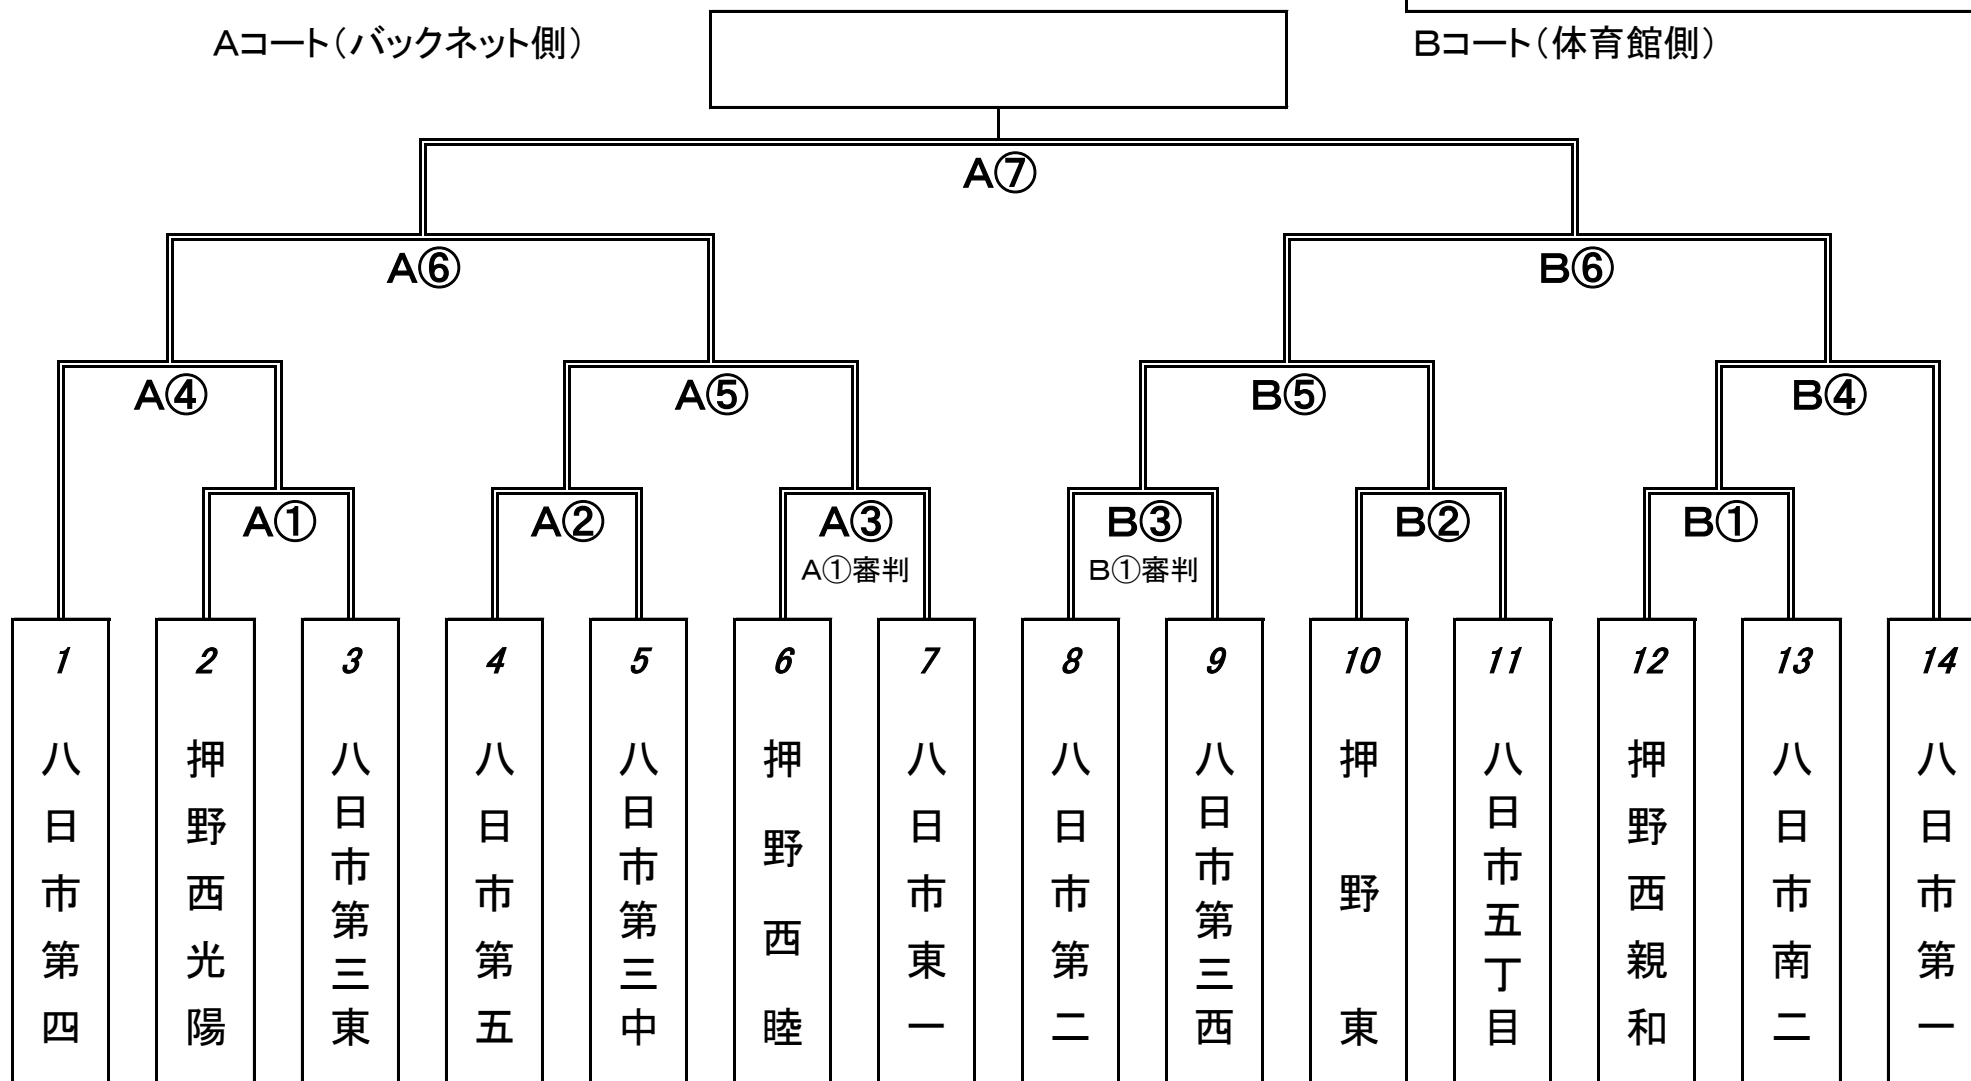 Aコート（バックネット側）
Bコート（体育館側）
A⑦
A⑥
B⑥
A④
A⑤
B⑤
B④
A①
A②
A③
B③
B②
B①
A①審判
B①審判
1
2
3
4
5
6
7
8
9
10
11
12
13
14
八日市第四
押野西光陽
八日市第三東
八日市第五
八日市第三中
押野西睦
八日市東一
八日市第二
八日市第三西
押野東
八日市五丁目
押野西親和
八日市南二
八日市第一